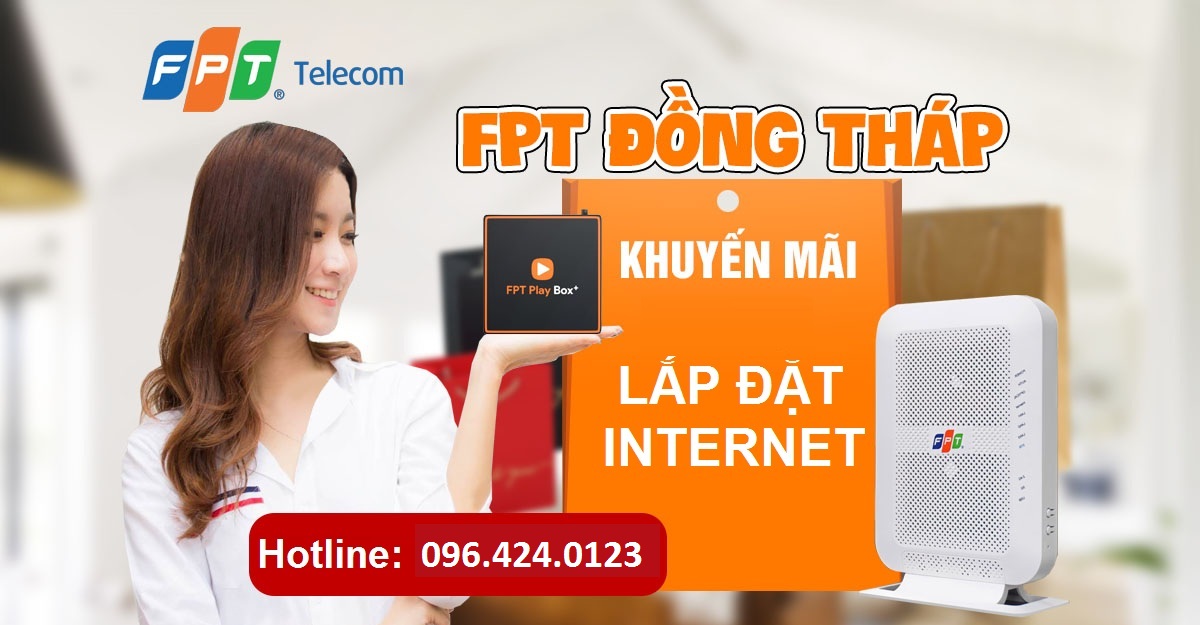 FPT® Telecom
FPT ĐỒNG THÁP
KHUYẾN MÃI
FPT Play Box+
LẮP ĐẶT
INTERNET
FPT
Hotline: 096.424.0123